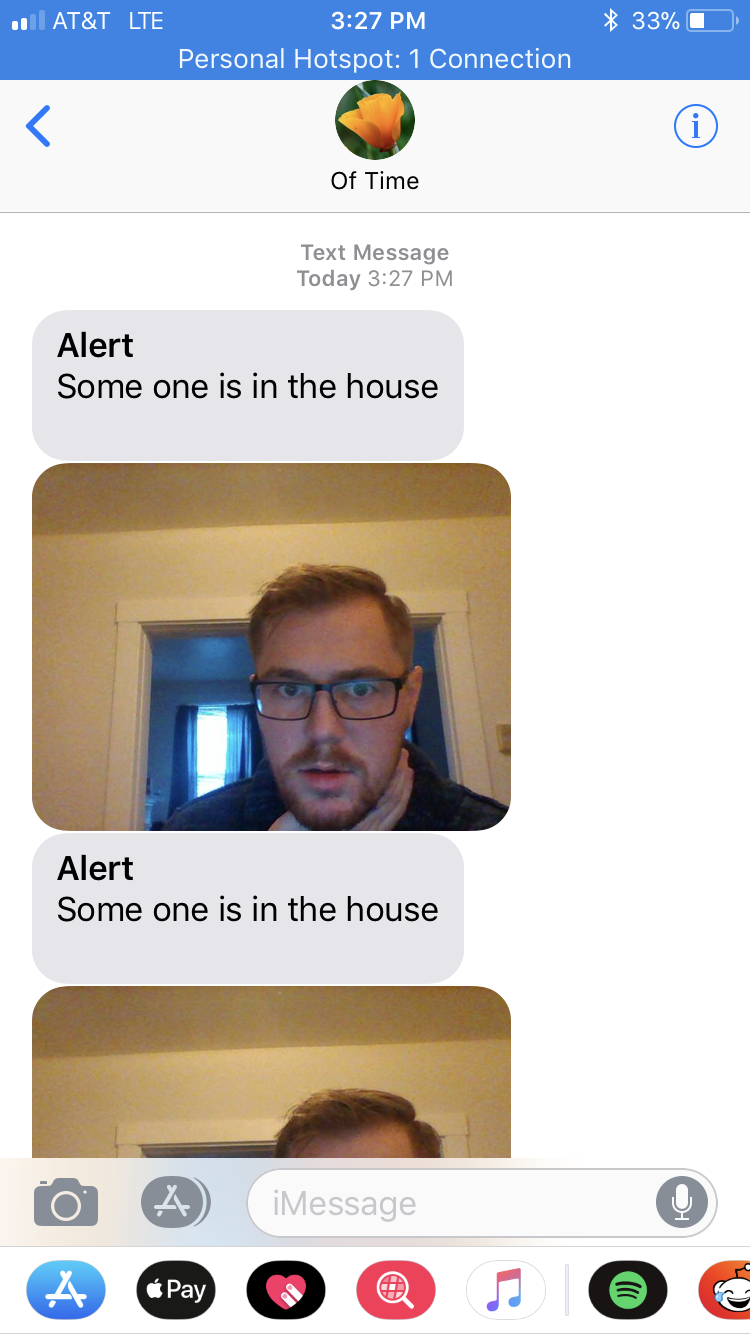 AT&T LTE 3:27 PM 33%
Personal Hotspot: 1 Connection
i
Of Time
Text Message
Today 3:27 PM
Alert
Some one is in the house
Alert
Some one is in the house
iMessage
Pay